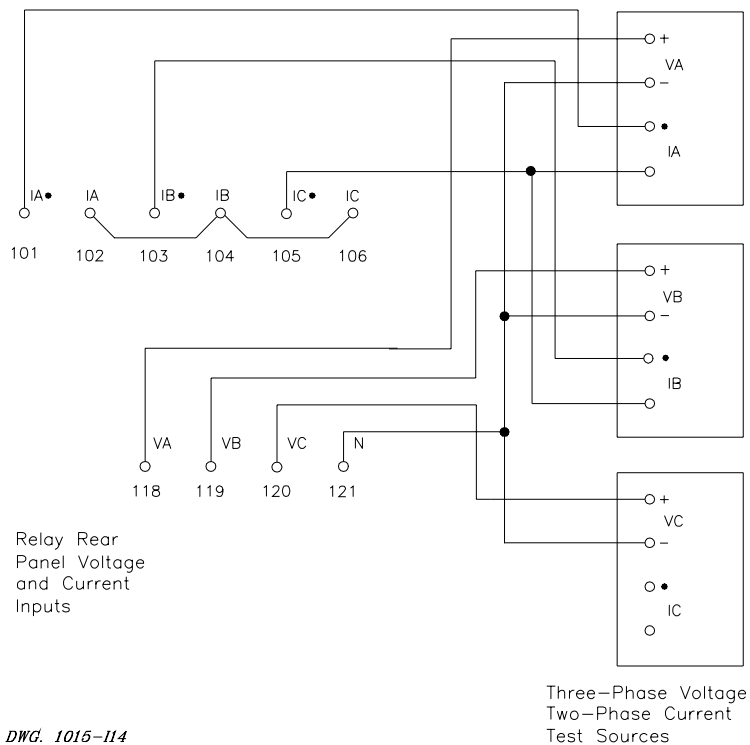 +
VA
−
•
IA
IA• IA IB• IB IC• IC
101 102 103 104 105 106
+
VB
−
•
IB
VA VB VC N
118 119 120 121
+
VC
−
•
IC
Relay Rear
Panel Voltage
and Current
Inputs
Three−Phase Voltage
Two−Phase Current
Test Sources
DWG. 1015−I14